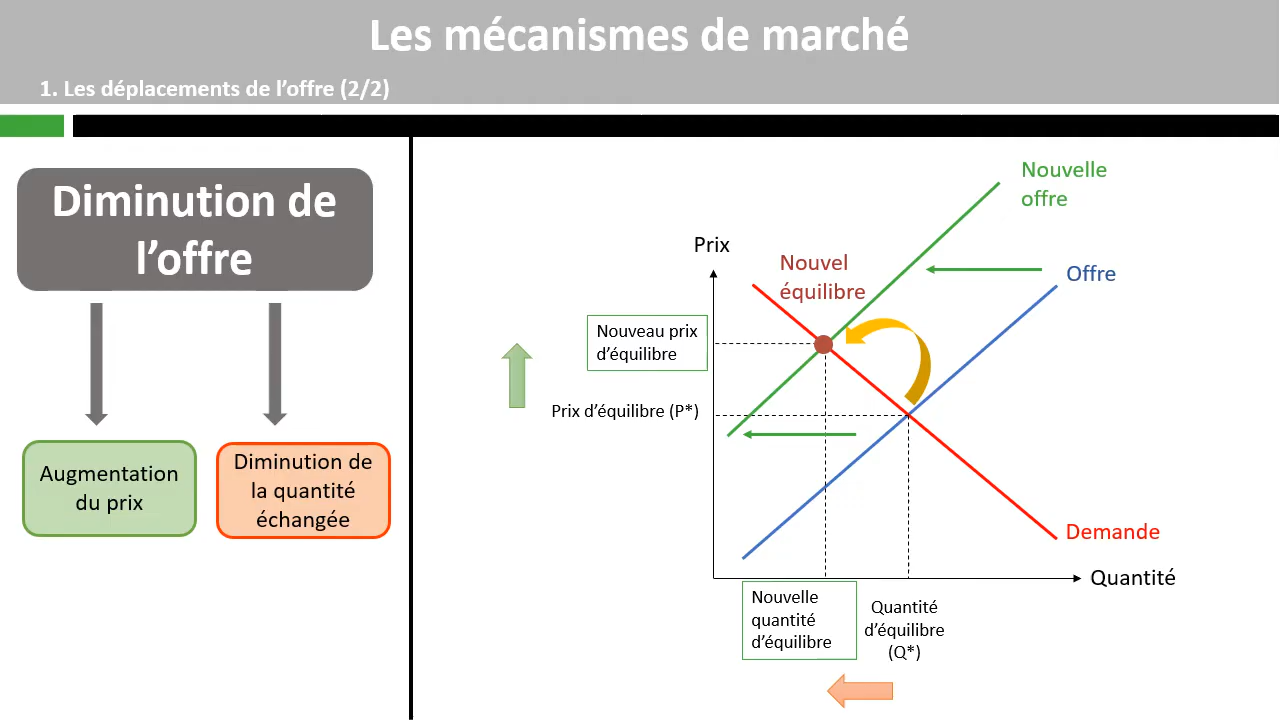 Les mécanismes de marché
1. Les déplacements de l’offre (2/2)
Diminution de
l’offre
Augmentation
du prix
Diminution de
la quantité
échangée
Nouvelle
offre
Prix
Nouvel
équilibre
Offre
Nouveau prix
d’équilibre
Prix d’équilibre (P*)
Demande
Quantité
Nouvelle
quantité
d’équilibre
Quantité
d’équilibre
(Q*)